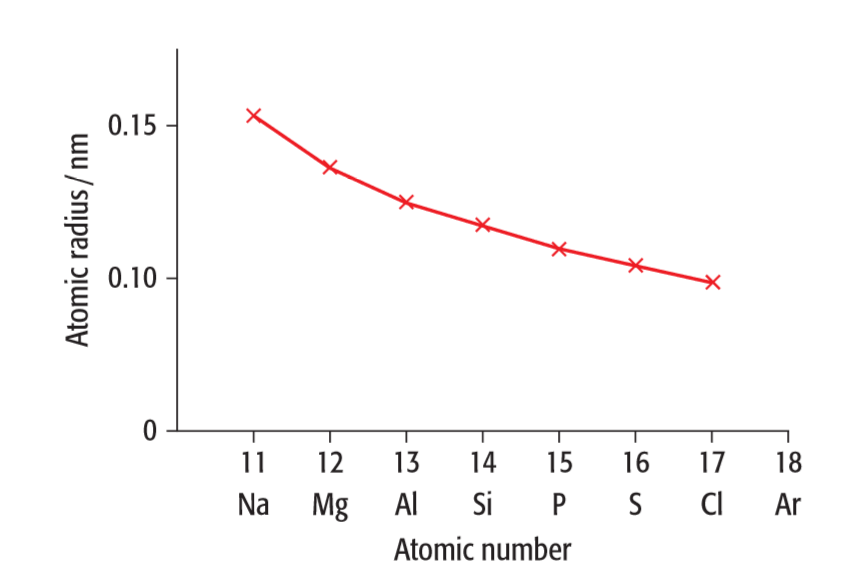 Atomic radius / nm
0.15
0.10
0
11 12 13 14 15 16 17 18
Na Mg Al Si P S Cl Ar
Atomic number